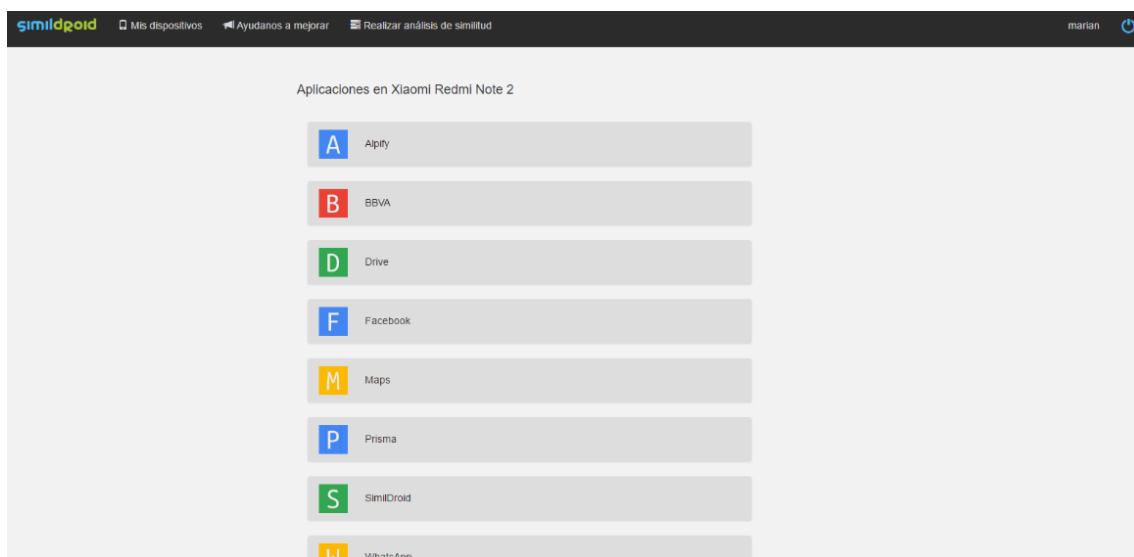 simildroid Mis dispositivos Ayudanos a mejorar Realizar análisis de similitud marian
Aplicaciones en Xiaomi Redmi Note 2
A Alpify
B BBVA
D Drive
F Facebook
M Maps
P Prisma
S SimilDroid
W WhatsApp